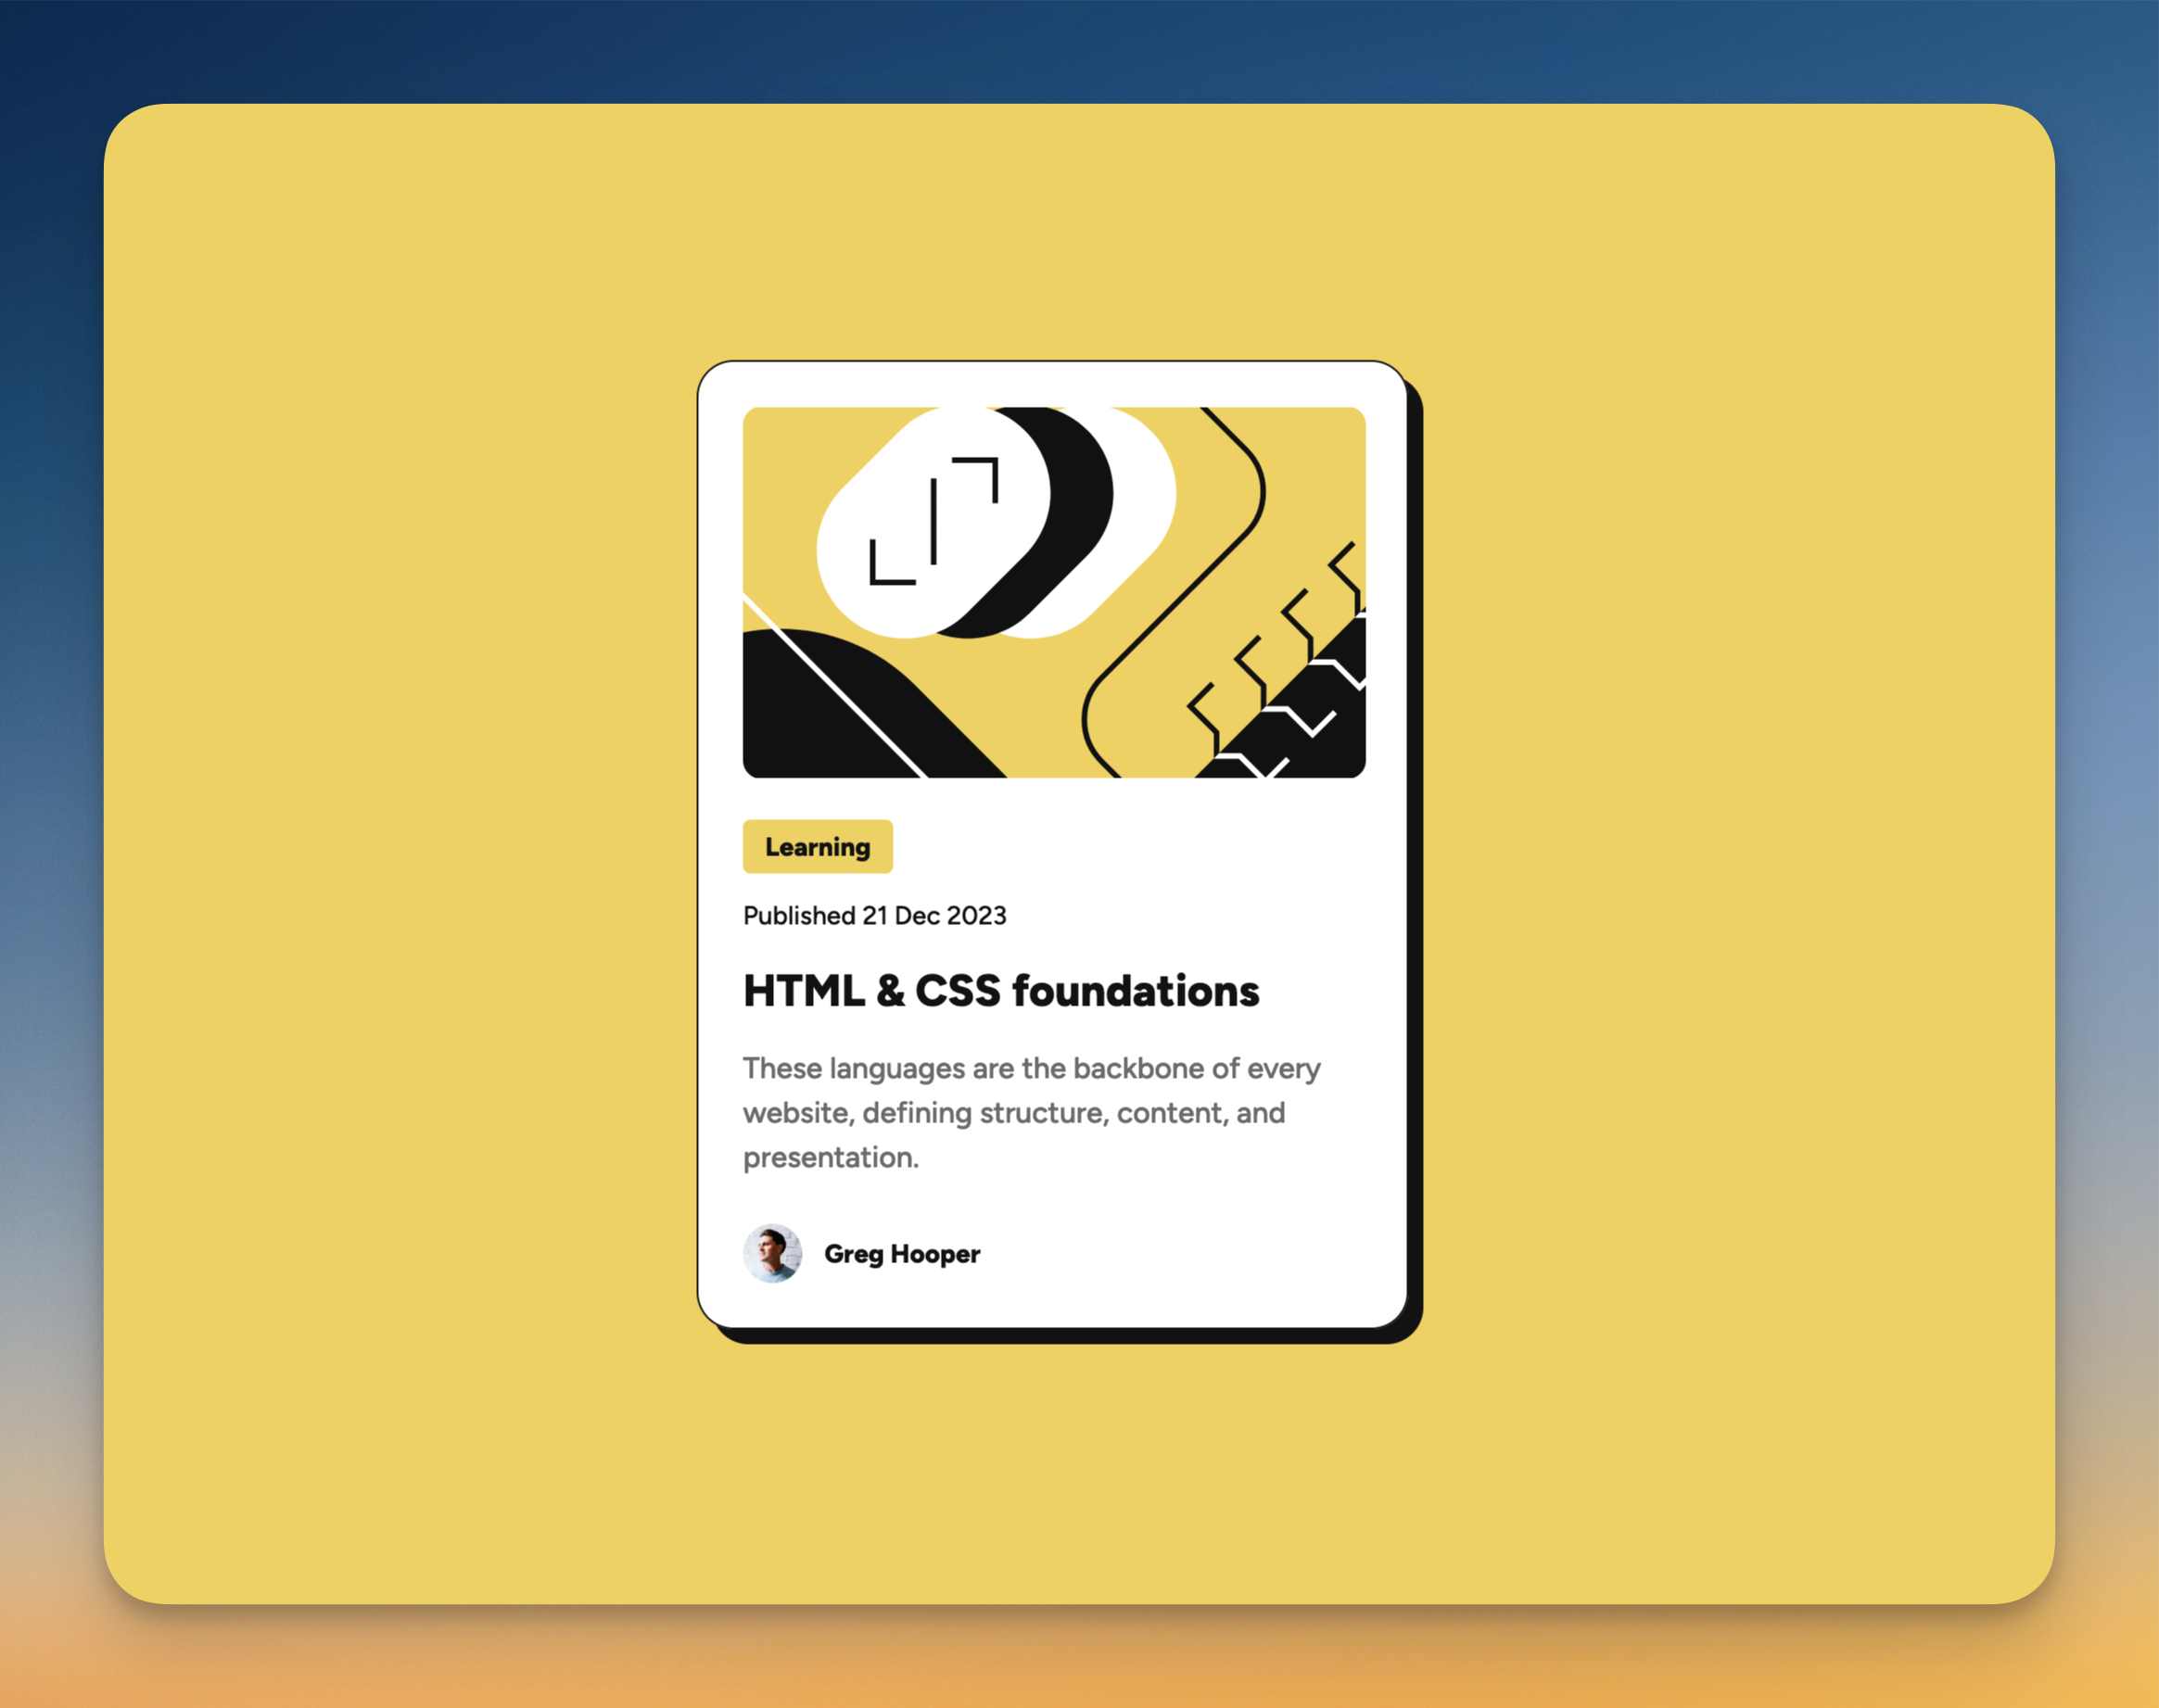 Learning
Published 21 Dec 2023
HTML & CSS foundations
These languages are the backbone of every
website, defining structure, content, and
presentation.
Greg Hooper